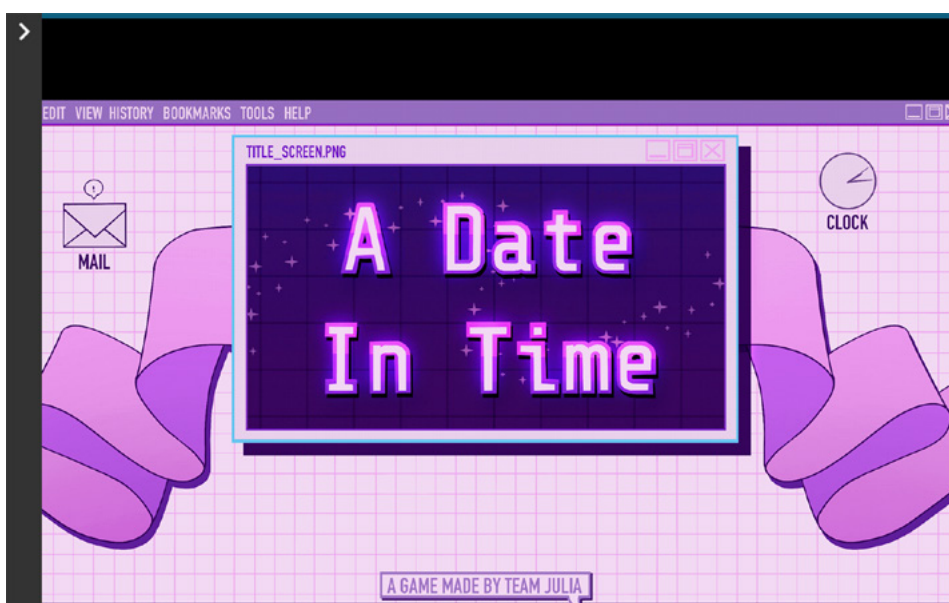 EDIT VIEW HISTORY BOOKMARKS TOOLS HELP
TITLE_SCREEN.PNG
A Date
In Time
!
MAIL
CLOCK
A GAME MADE BY TEAM JULIA